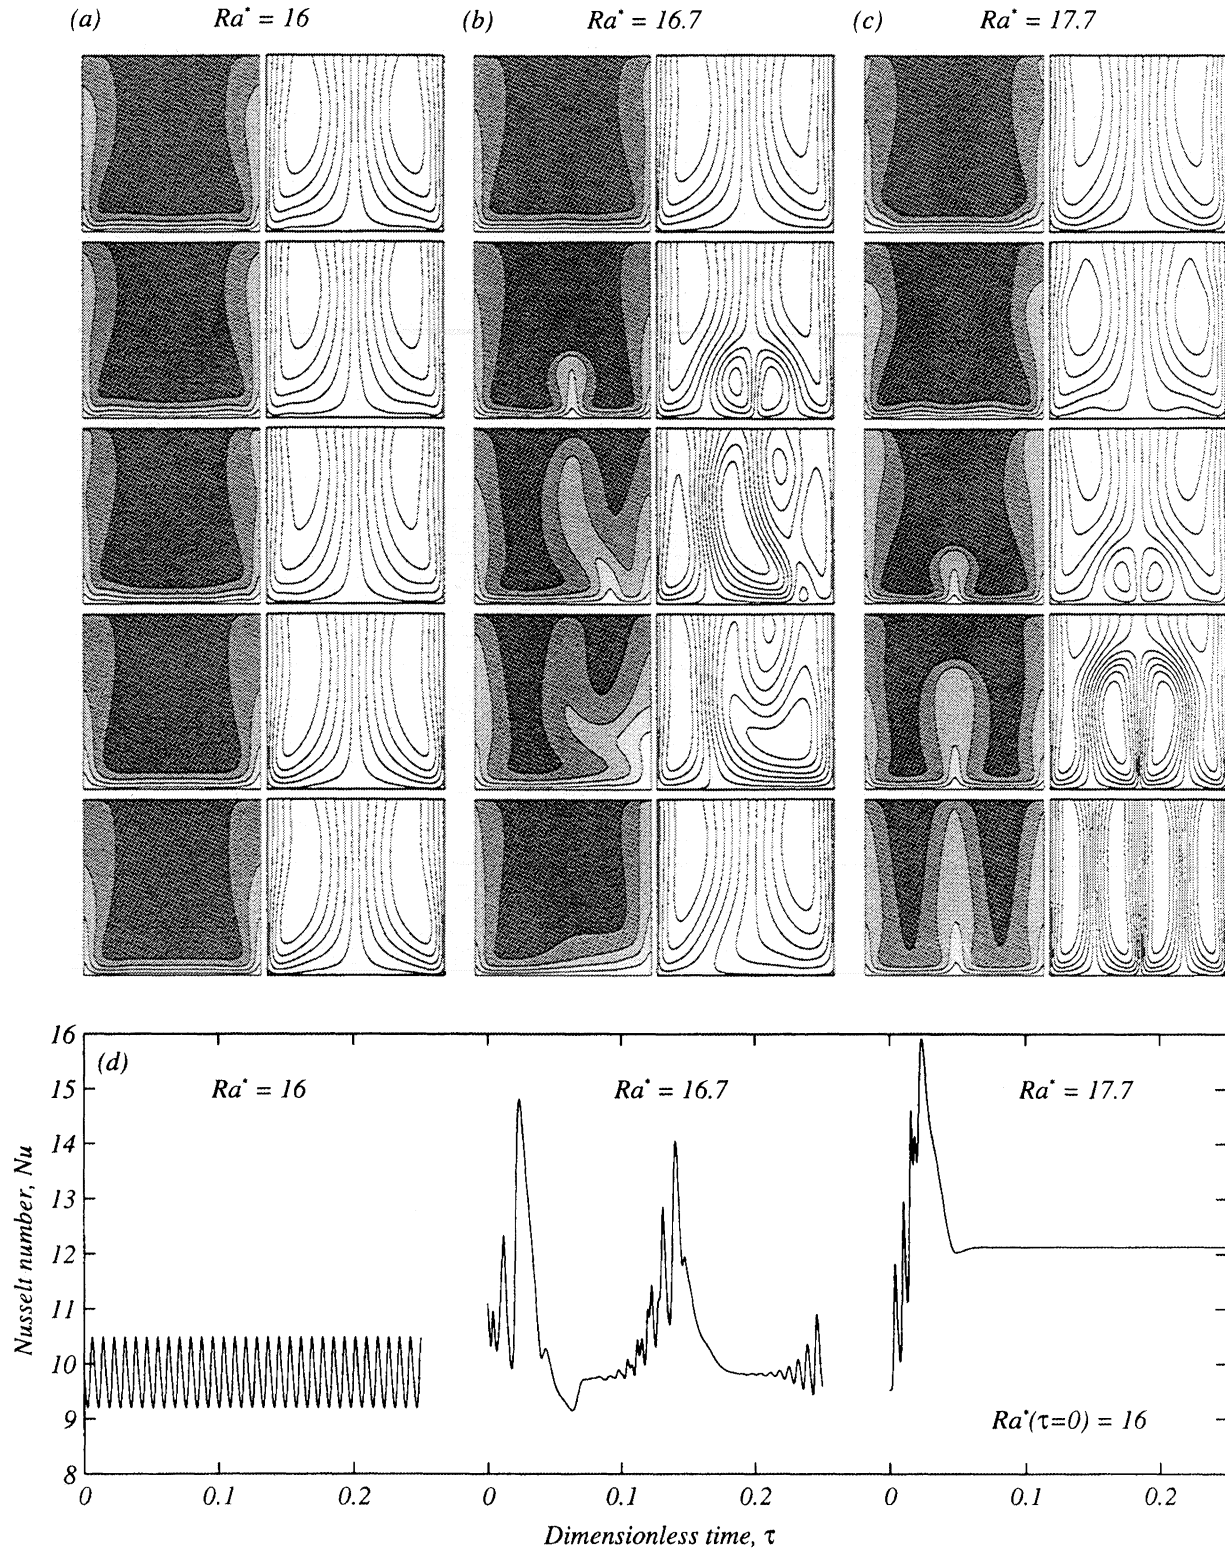 (a) Ra* = 16 (b) Ra* = 16.7 (c) Ra* = 17.7
16
15
14
13
12
11
10
9
8
Nusselt number, Nu
(d)
Ra* = 16
Ra* = 16.7
Ra* = 17.7
Ra*(τ=0) = 16
0 0.1 0.2 0 0.1 0.2 0 0.1 0.2
Dimensionless time, τ